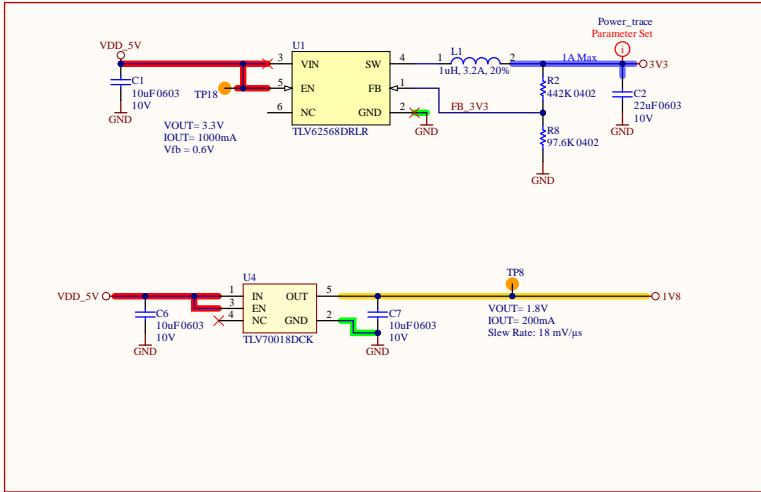 Power_trace
Parameter Set
i
VDD_5V
U1
3 VIN SW 4
1 L1 2
1uH, 3.2A, 20%
1A Max
3V3
C1
10uF 0603
10V
GND
TP18
5 EN FB 1
6 NC GND 2
TLV62568DRLR
GND
FB_3V3
R2
442K 0402
C2
22uF 0603
10V
GND
R8
97.6K 0402
GND
VOUT= 3.3V
IOUT= 1000mA
Vfb = 0.6V
VDD_5V
U4
1 IN OUT 5
3 EN
4 NC GND 2
TLV70018DCK
C6
10uF 0603
10V
GND
C7
10uF 0603
10V
GND
TP8
1V8
VOUT= 1.8V
IOUT= 200mA
Slew Rate: 18 mV/µs